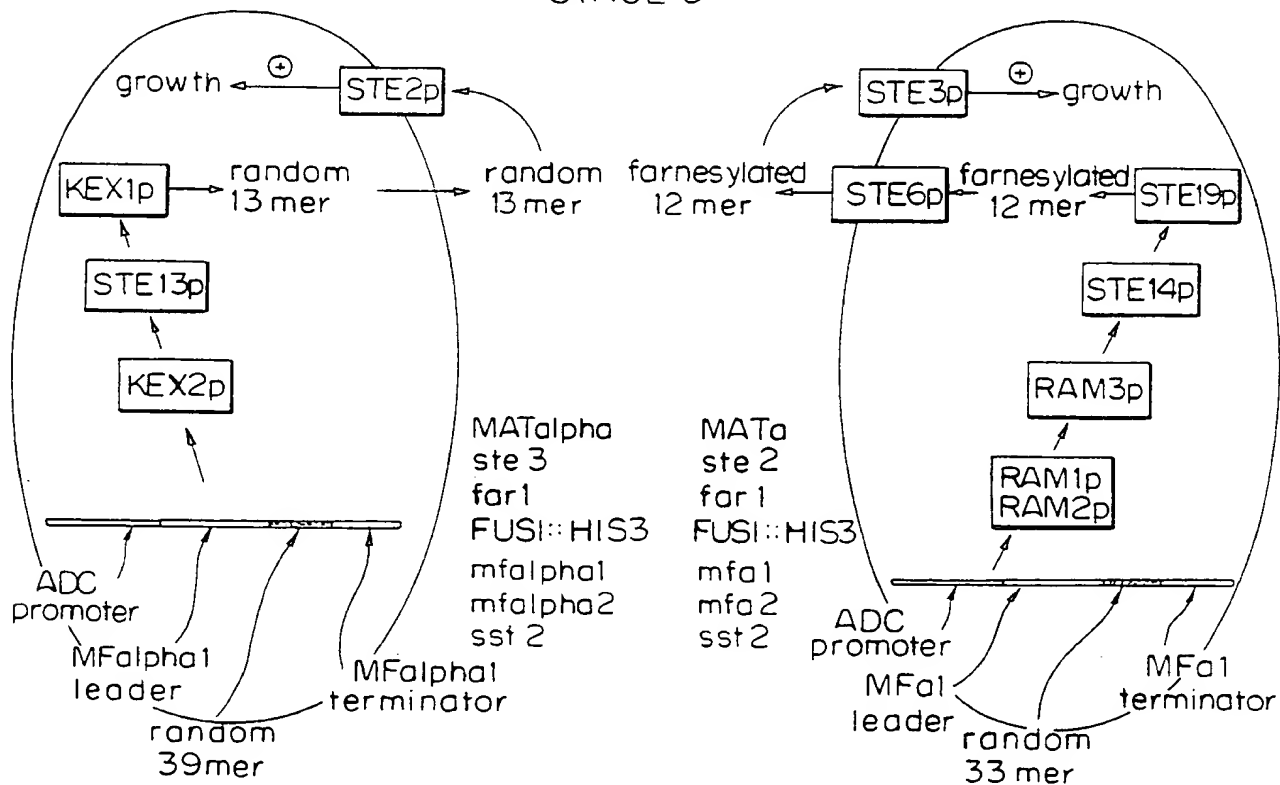 growth
+
STE2p
KEX1p
random
13 mer
random
13 mer
STE13p
KEX2p
ADC
promoter
MFalpha1
leader
random
39mer
MFalpha1
terminator
MATalpha
ste 3
far1
FUS1::HIS3
mfalpha1
mfalpha2
sst 2
STE3p
+
growth
farnesylated
12 mer
STE6p
farnesylated
12 mer
STE19p
STE14p
RAM3p
RAM1p
RAM2p
MATa
ste 2
far 1
FUS1::HIS3
mfa1
mfa2
sst 2
ADC
promoter
MFa1
leader
random
33 mer
MFa1
terminator